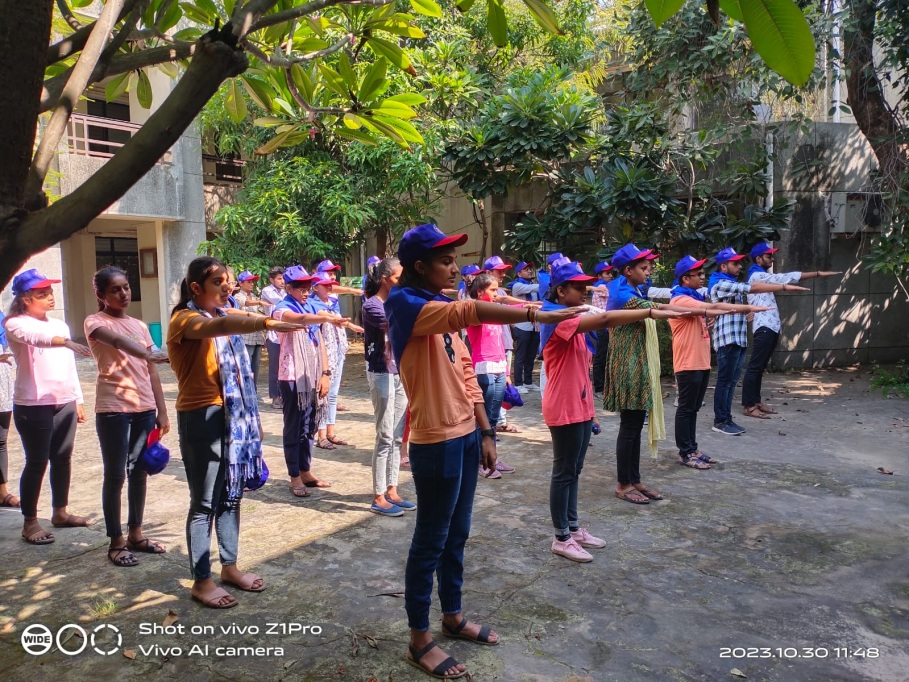 WIDE
Shot on vivo Z1Pro
Vivo AI camera
2023.10.30 11:48